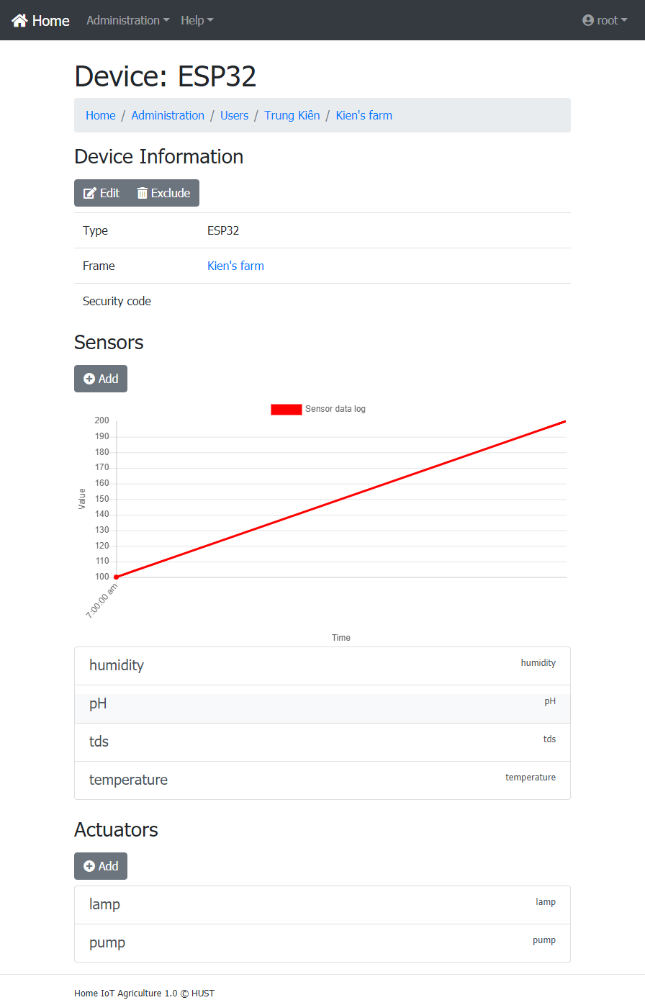 Home Administration Help root
Device: ESP32
Home / Administration / Users / Trung Kiên / Kien's farm
Device Information
Edit Exclude
Type ESP32
Frame Kien's farm
Security code
Sensors
Add
Sensor data log
200
190
180
170
160
150
140
130
120
110
100
Value
7:00:00 am
Time
humidity humidity
pH pH
tds tds
temperature temperature
Actuators
Add
lamp lamp
pump pump
Home IoT Agriculture 1.0 © HUST